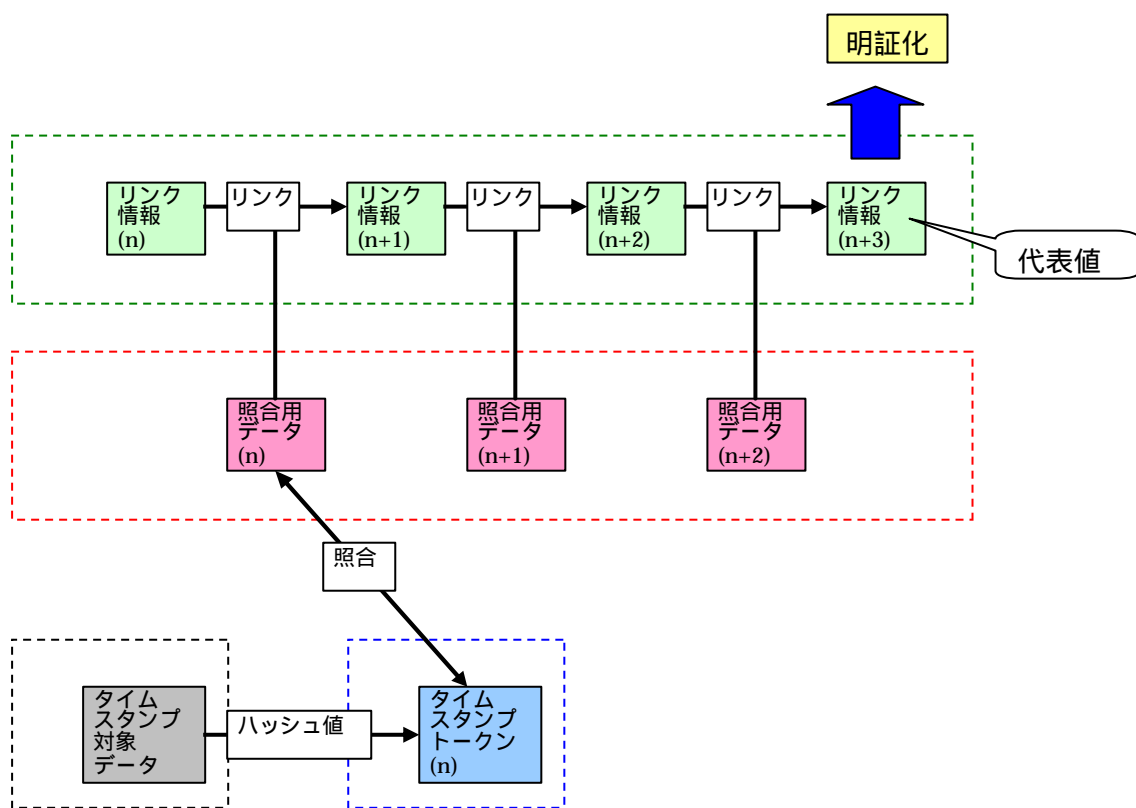 明証化
リンク
情報
(n)
リンク
リンク
情報
(n+1)
リンク
リンク
情報
(n+2)
リンク
リンク
情報
(n+3)
代表値
照合用
データ
(n)
照合用
データ
(n+1)
照合用
データ
(n+2)
照合
タイム
スタンプ
対象
データ
ハッシュ値
タイム
スタンプ
トークン
(n)